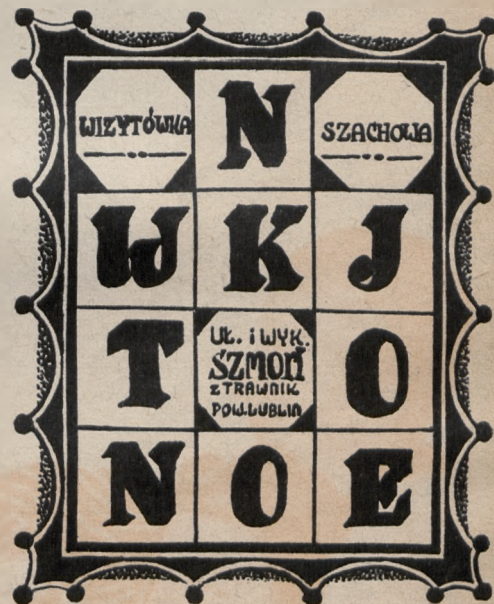 WIZYTÓWKA N SZACHOWA
W K J
T UŁ. i WYK. SZMOŃ Z TRAWNIK POW. LUBLIN O
N O E